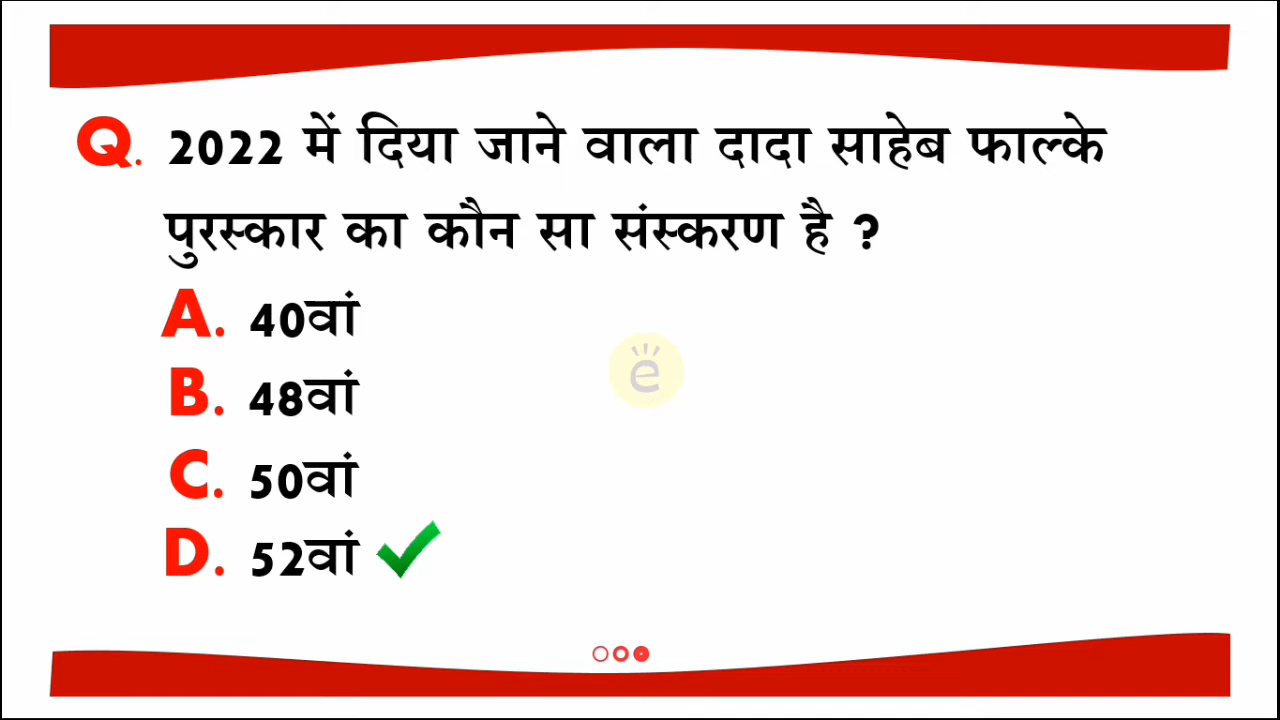 Q. 2022 में दिया जाने वाला दादा साहेब फाल्के
पुरस्कार का कौन सा संस्करण है ?
A. 40वां
B. 48वां
C. 50वां
D. 52वां
e